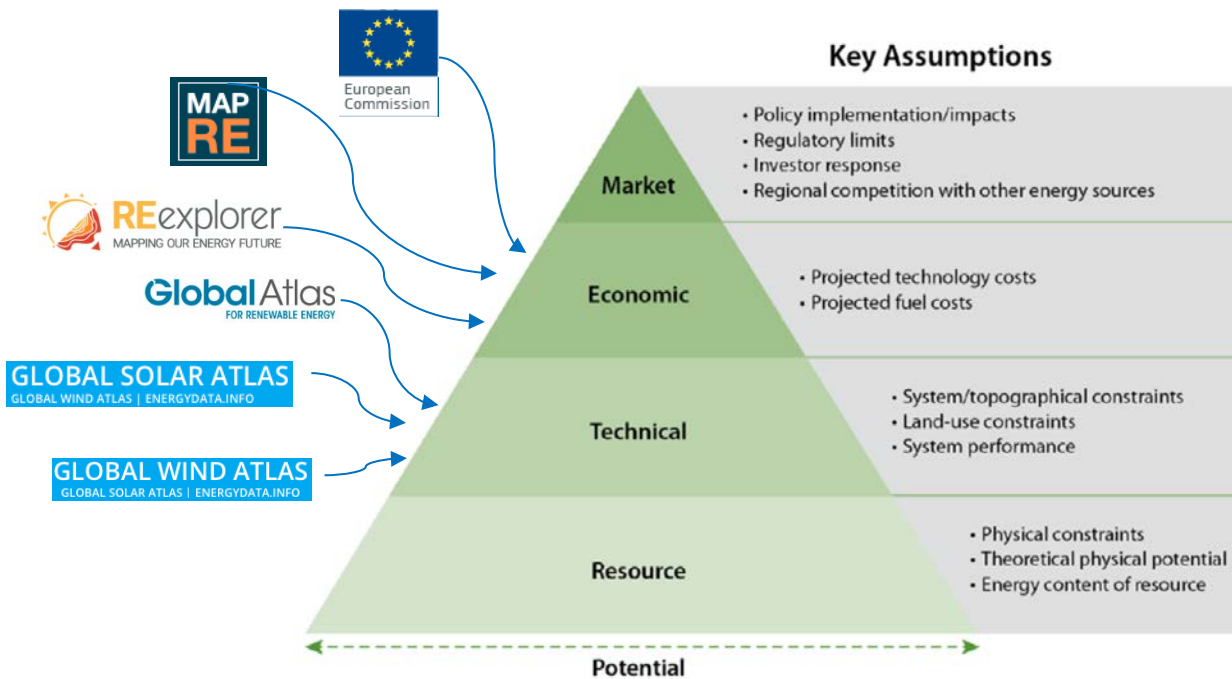 Key Assumptions
European
Commission
MAP
RE
REexplorer
MAPPING OUR ENERGY FUTURE
Global Atlas
FOR RENEWABLE ENERGY
GLOBAL SOLAR ATLAS
GLOBAL WIND ATLAS | ENERGYDATA.INFO
GLOBAL WIND ATLAS
GLOBAL SOLAR ATLAS | ENERGYDATA.INFO
Market
• Policy implementation/impacts
• Regulatory limits
• Investor response
• Regional competition with other energy sources
Economic
• Projected technology costs
• Projected fuel costs
Technical
• System/topographical constraints
• Land-use constraints
• System performance
Resource
• Physical constraints
• Theoretical physical potential
• Energy content of resource
Potential